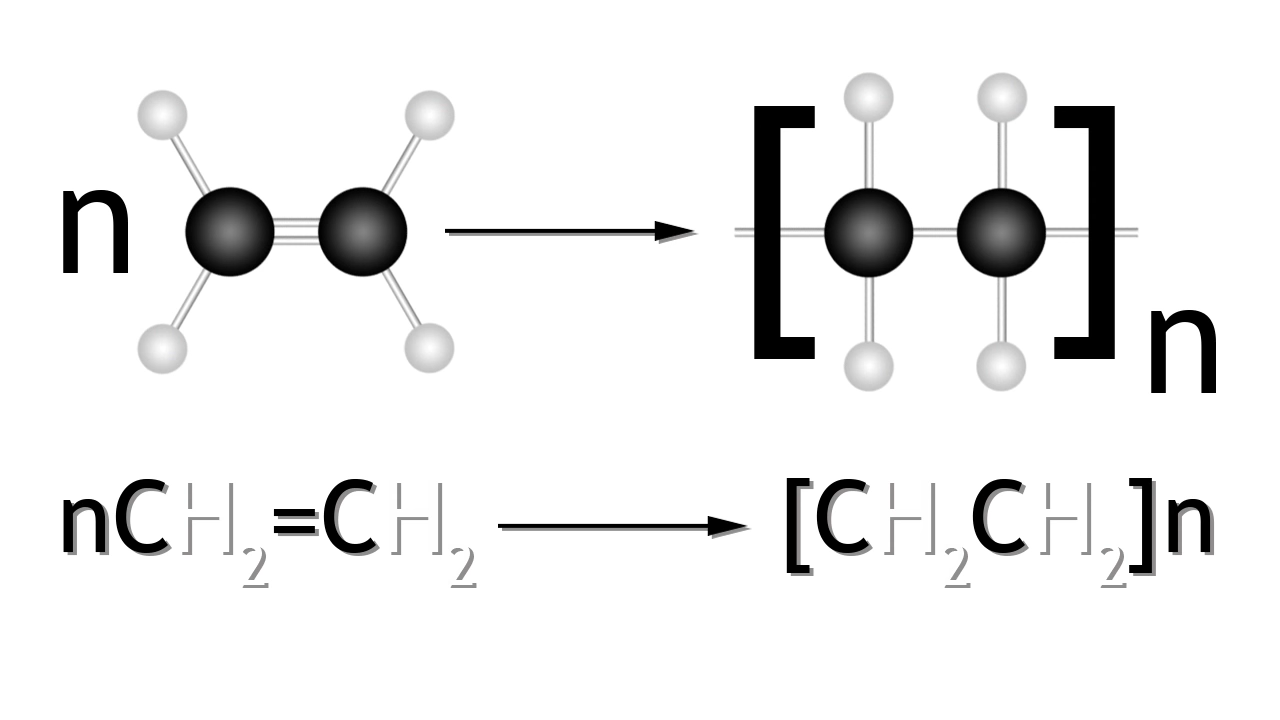 n [ ]n
nCH₂=CH₂ → [CH₂CH₂]n